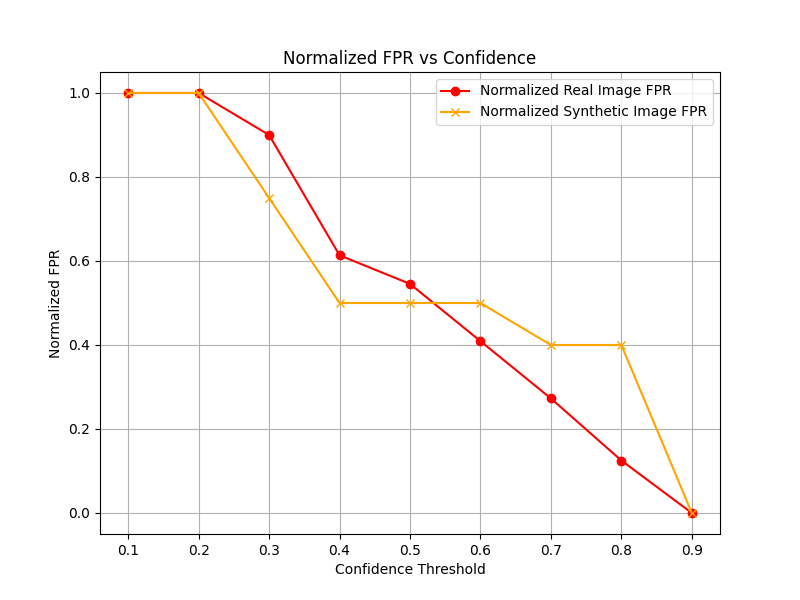 Normalized FPR vs Confidence
Normalized Real Image FPR
Normalized Synthetic Image FPR
Normalized FPR
1.0
0.8
0.6
0.4
0.2
0.0
0.1 0.2 0.3 0.4 0.5 0.6 0.7 0.8 0.9
Confidence Threshold